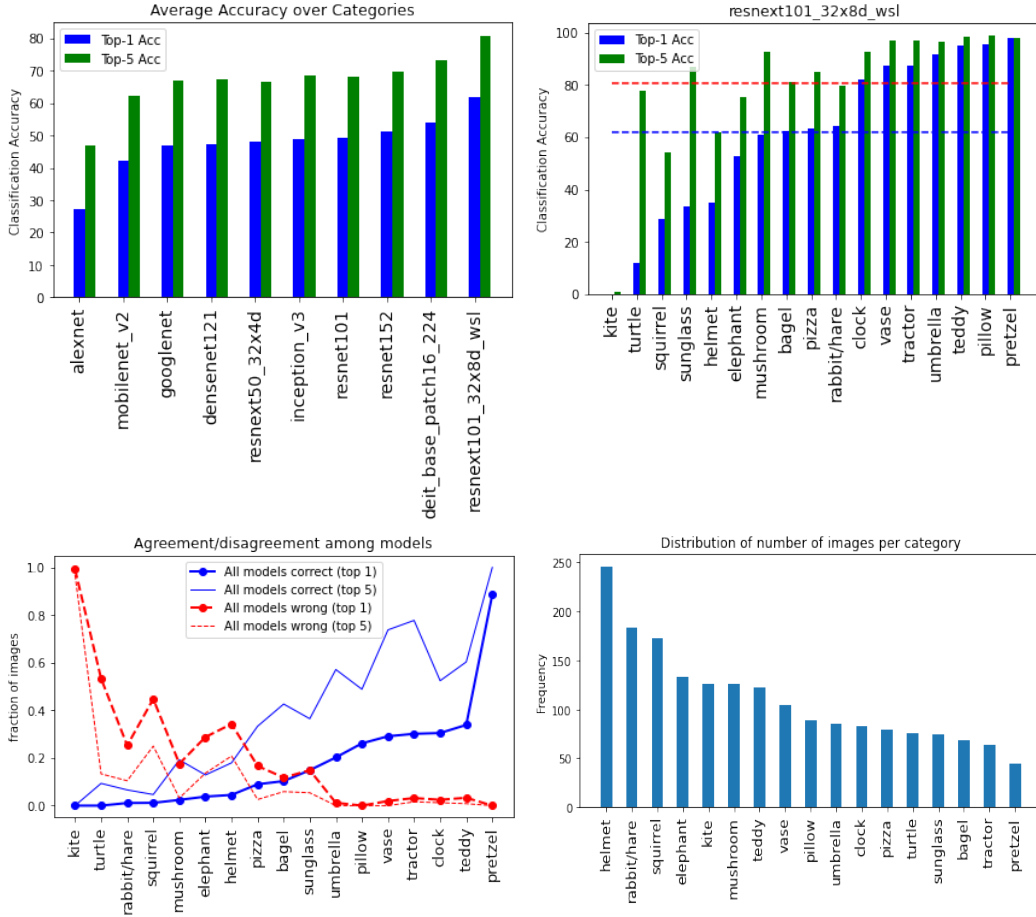 Average Accuracy over Categories
Classification Accuracy
80
70
60
50
40
30
20
10
0
Top-1 Acc
Top-5 Acc
alexnet
mobilenet_v2
googlenet
densenet121
resnext50_32x4d
inception_v3
resnet101
resnet152
deit_base_patch16_224
resnext101_32x8d_wsl
resnext101_32x8d_wsl
Classification Accuracy
100
80
60
40
20
0
Top-1 Acc
Top-5 Acc
kite
turtle
squirrel
sunglass
helmet
elephant
mushroom
bagel
pizza
rabbit/hare
clock
vase
tractor
umbrella
teddy
pillow
pretzel
Agreement/disagreement among models
fraction of images
1.0
0.8
0.6
0.4
0.2
0.0
All models correct (top 1)
All models correct (top 5)
All models wrong (top 1)
All models wrong (top 5)
kite
turtle
rabbit/hare
squirrel
mushroom
elephant
helmet
pizza
bagel
sunglass
umbrella
pillow
vase
tractor
clock
teddy
pretzel
Distribution of number of images per category
Frequency
250
200
150
100
50
0
helmet
rabbit/hare
squirrel
elephant
kite
mushroom
teddy
vase
pillow
umbrella
clock
pizza
turtle
sunglass
bagel
tractor
pretzel